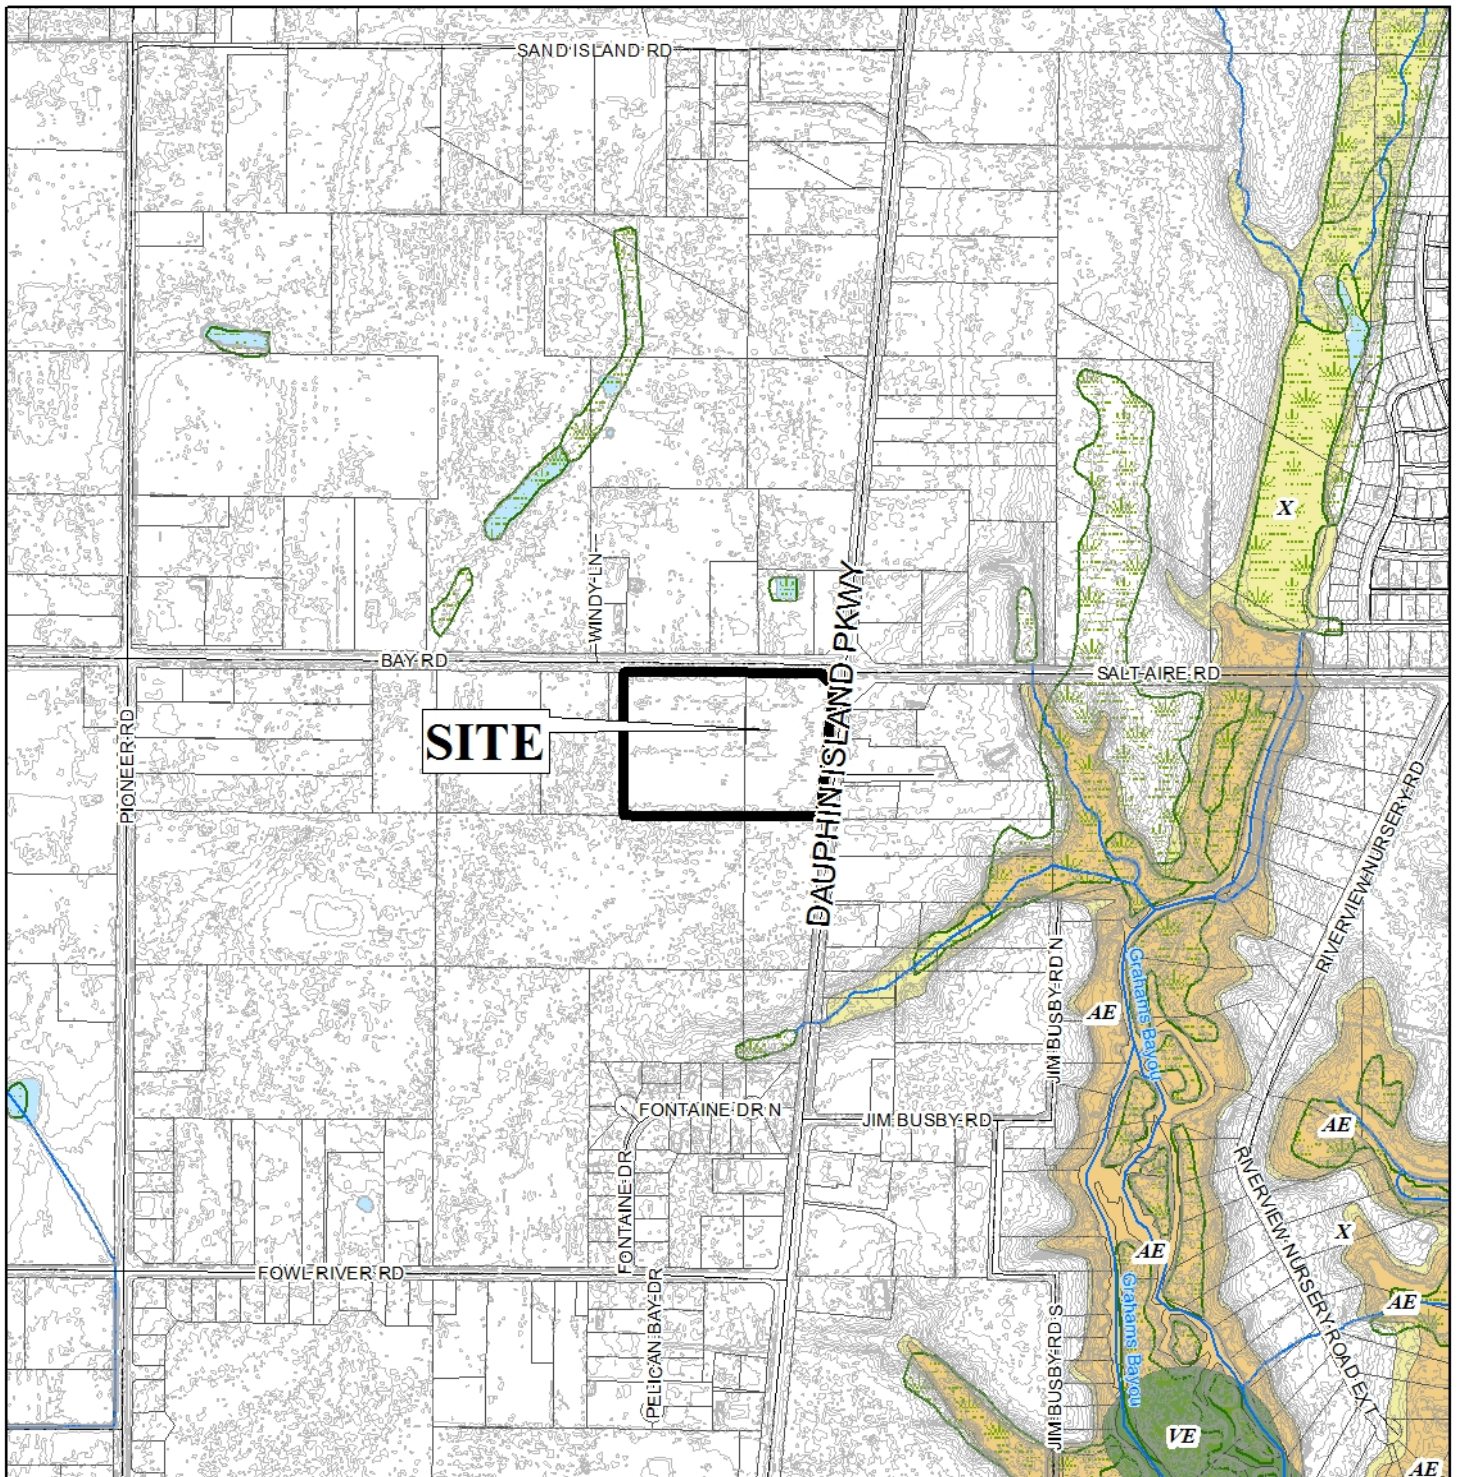 SAND ISLAND RD
X
WINDY LN
DAUPHIN ISLAND PKWY
BAY RD
SALT AIRE RD
SITE
PIONEER RD
RIVERVIEW NURSERY RD
JIM BUSBY RD N
Grahams Bayou
AE
FONTAINE DR N
JIM BUSBY RD
AE
FONTAINE DR
RIVERVIEW NURSERY ROAD EXT
X
AE
FOWL RIVER RD
AE
PELICAN BAY DR
Grahams Bayou
JIM BUSBY RD S
VE
AE